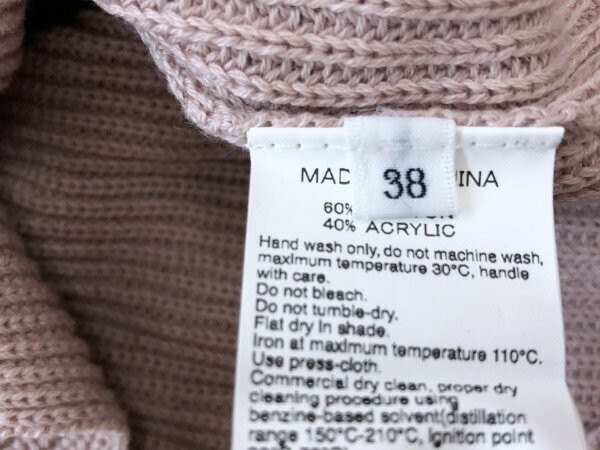 38
MAD INA
60% ON
40% ACRYLIC
Hand wash only, do not machine wash,
maximum temperature 30°C, handle
with care.
Do not bleach.
Do not tumble-dry.
Flat dry in shade.
Iron at maximum temperature 110°C.
Use press-cloth.
Commercial dry clean, proper dry
cleaning procedure using
benzine-based solvent(distillation
range 150°C-210°C, ignition point